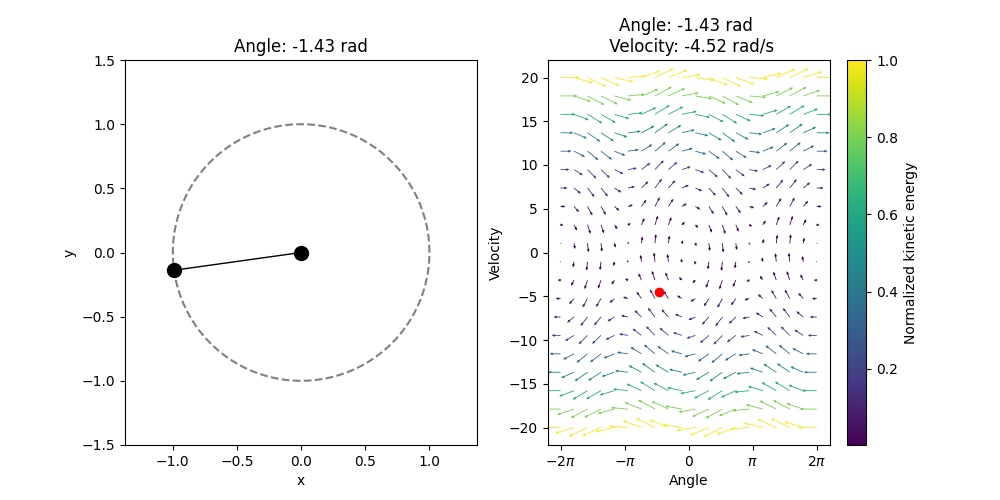 Angle: -1.43 rad
1.5
1.0
0.5
0.0
−0.5
−1.0
−1.5
y
−1.0
−0.5
0.0
0.5
1.0
x
Angle: -1.43 rad
Velocity: -4.52 rad/s
20
15
10
5
0
−5
−10
−15
−20
Velocity
−2π
−π
0
π
2π
Angle
1.0
0.8
0.6
0.4
0.2
Normalized kinetic energy